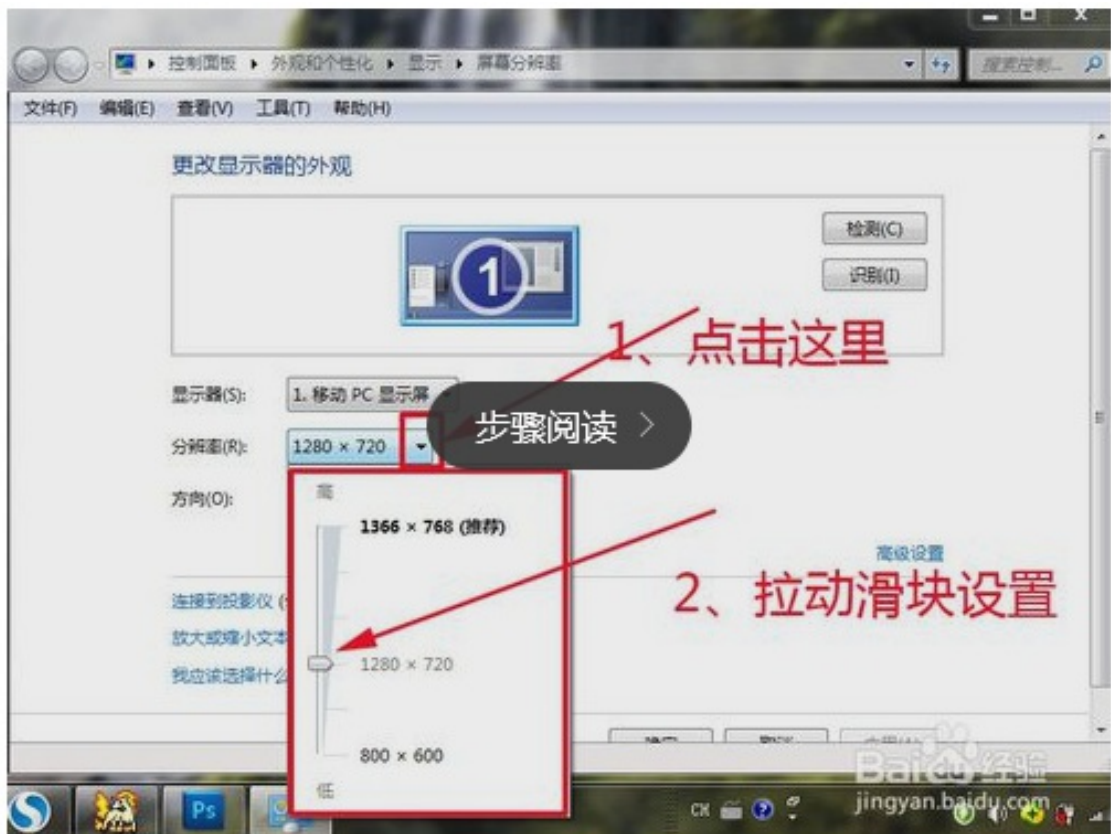 控制面板 ▸ 外观和个性化 ▸ 显示 ▸ 屏幕分辨率
搜索控制...
文件(F) 编辑(E) 查看(V) 工具(T) 帮助(H)
更改显示器的外观
检测(C)
1
识别(I)
1、点击这里
显示器(S): 1. 移动 PC 显示屏
步骤阅读
分辨率(R): 1280 × 720
方向(O):
高
1366 × 768 (推荐)
高级设置
2、拉动滑块设置
连接到投影仪
放大或缩小文本
我应该选择什么
1280 × 720
800 × 600
低
Baidu经验
jingyan.baidu.com
Ps
CH